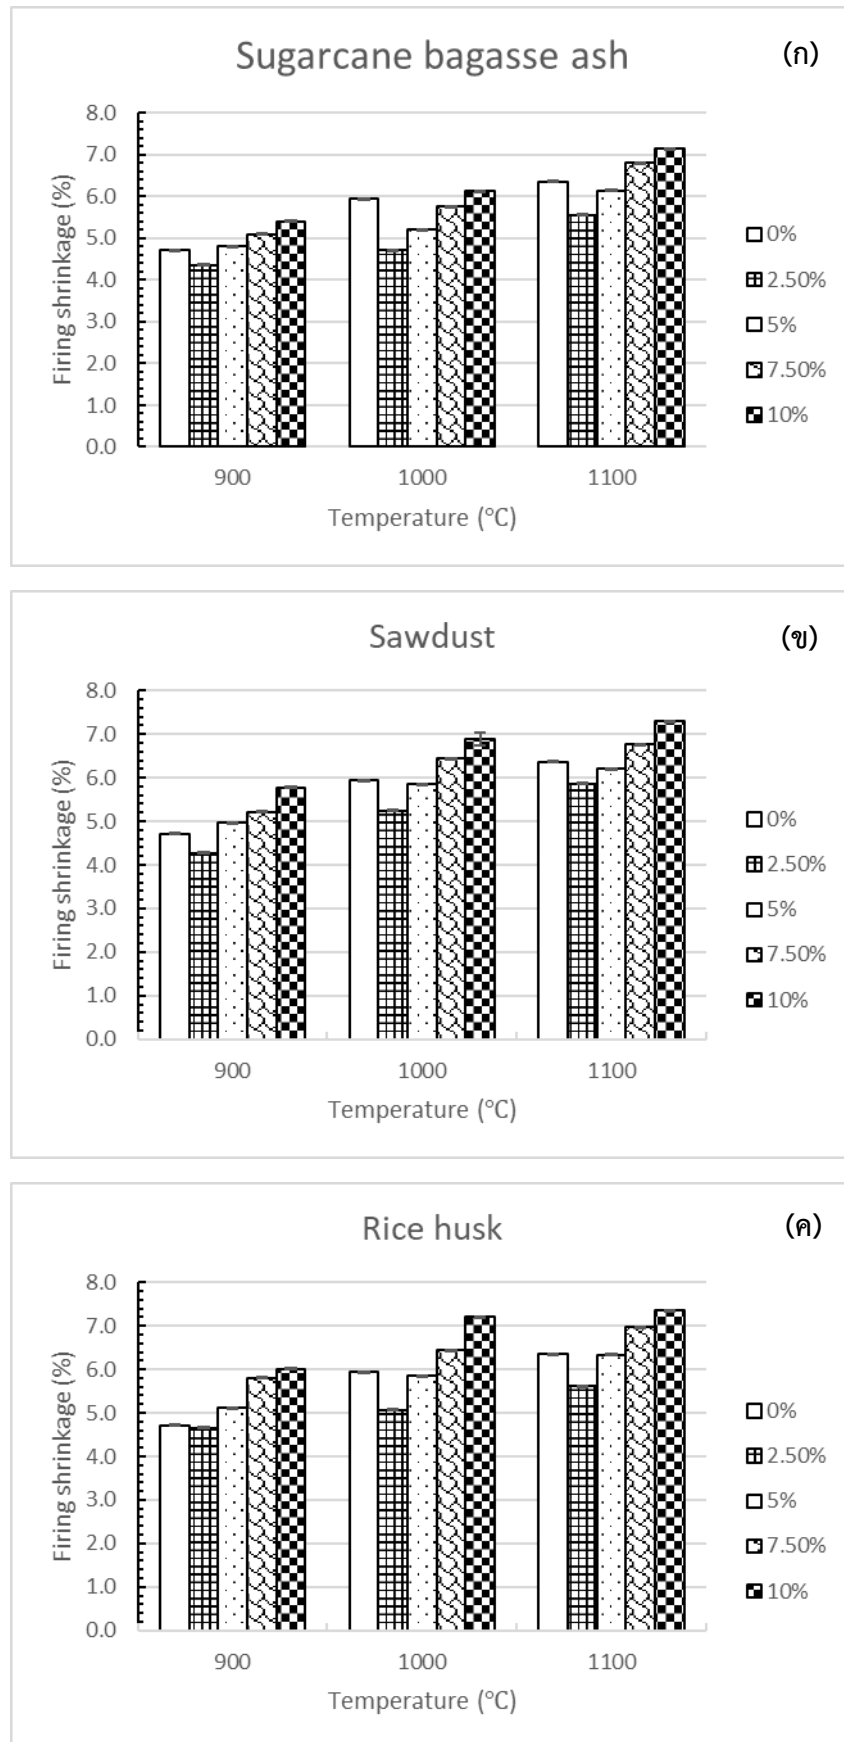 Sugarcane bagasse ash
(ก)
Firing shrinkage (%)
8.0
7.0
6.0
5.0
4.0
3.0
2.0
1.0
0.0
900 1000 1100
Temperature (°C)
0%
2.50%
5%
7.50%
10%
Sawdust
(ข)
Firing shrinkage (%)
8.0
7.0
6.0
5.0
4.0
3.0
2.0
1.0
0.0
900 1000 1100
Temperature (°C)
0%
2.50%
5%
7.50%
10%
Rice husk
(ค)
Firing shrinkage (%)
8.0
7.0
6.0
5.0
4.0
3.0
2.0
1.0
0.0
900 1000 1100
Temperature (°C)
0%
2.50%
5%
7.50%
10%